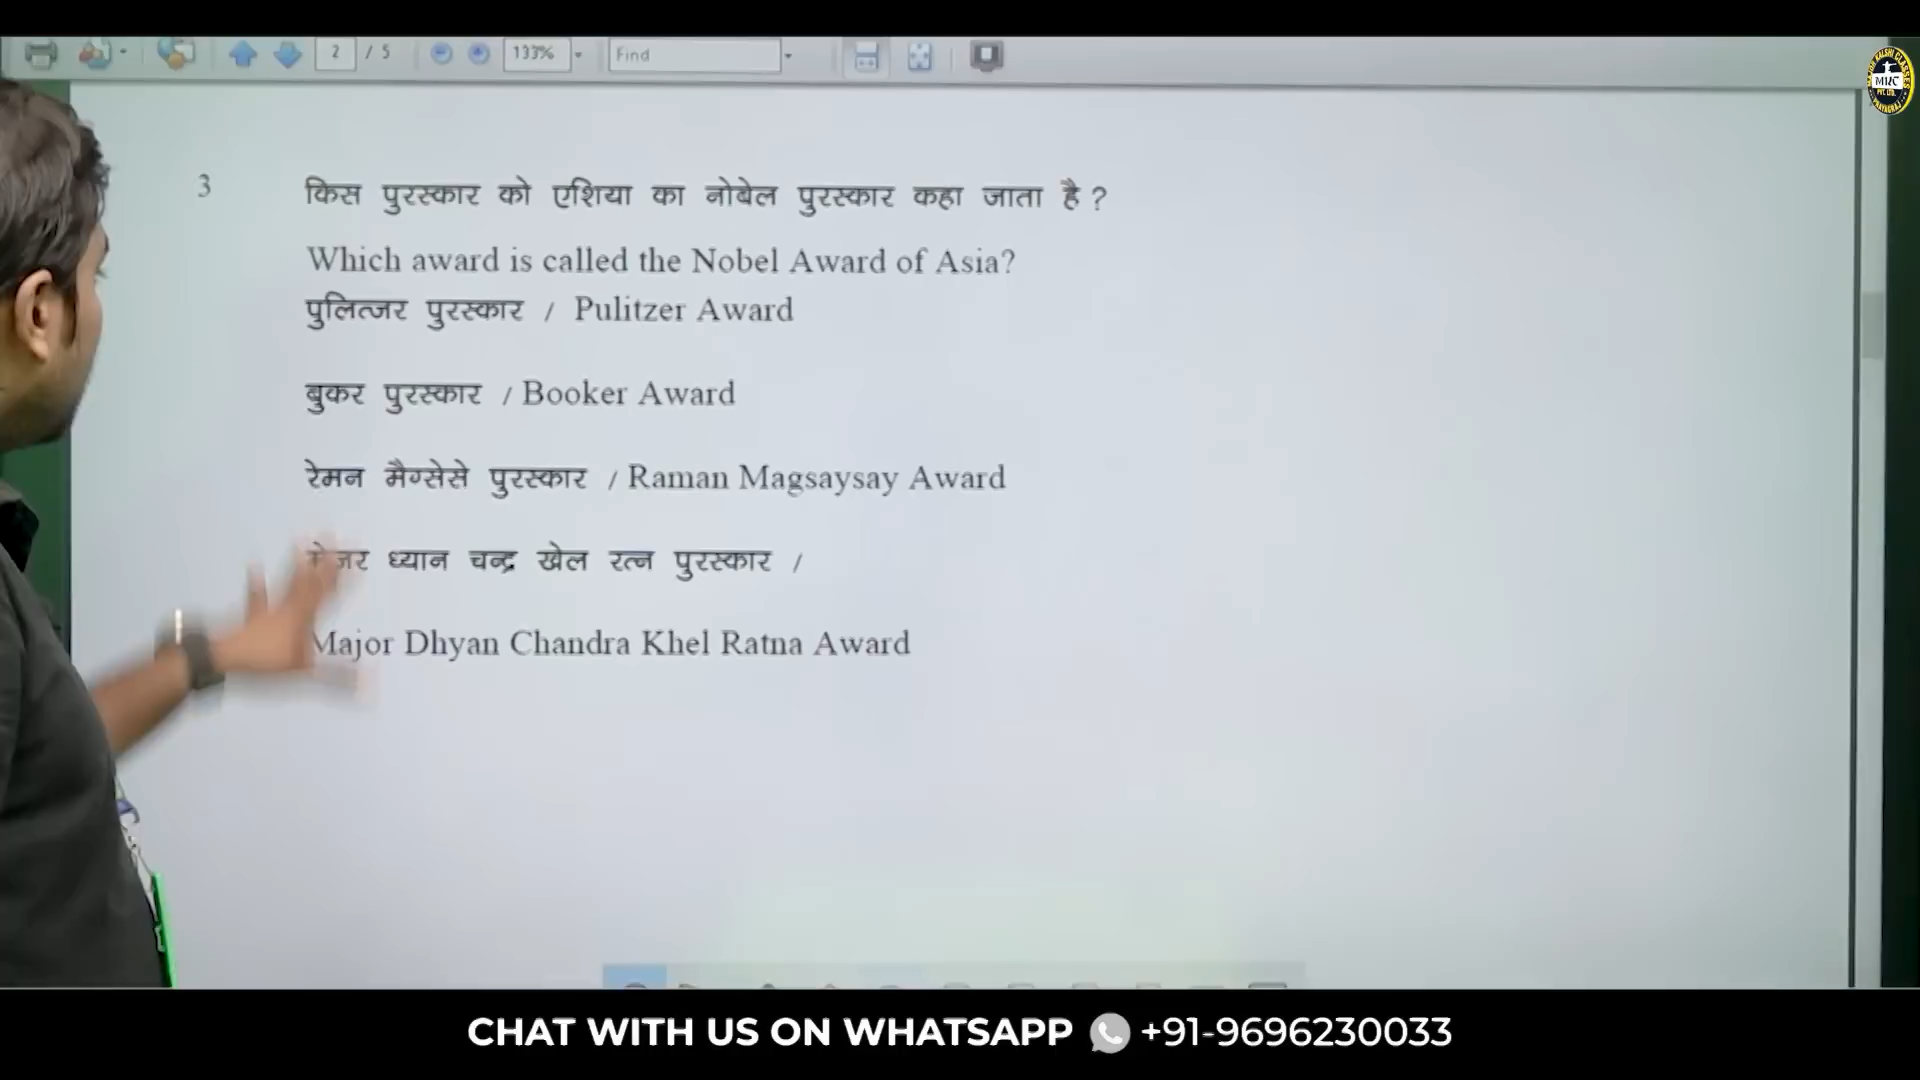 2 / 5
133%
Find
MKC
3
किस पुरस्कार को एशिया का नोबेल पुरस्कार कहा जाता है ?
Which award is called the Nobel Award of Asia?
पुलित्जर पुरस्कार / Pulitzer Award
बुकर पुरस्कार / Booker Award
रेमन मैग्सेसे पुरस्कार / Raman Magsaysay Award
मेजर ध्यान चन्द्र खेल रत्न पुरस्कार /
Major Dhyan Chandra Khel Ratna Award
CHAT WITH US ON WHATSAPP +91-9696230033